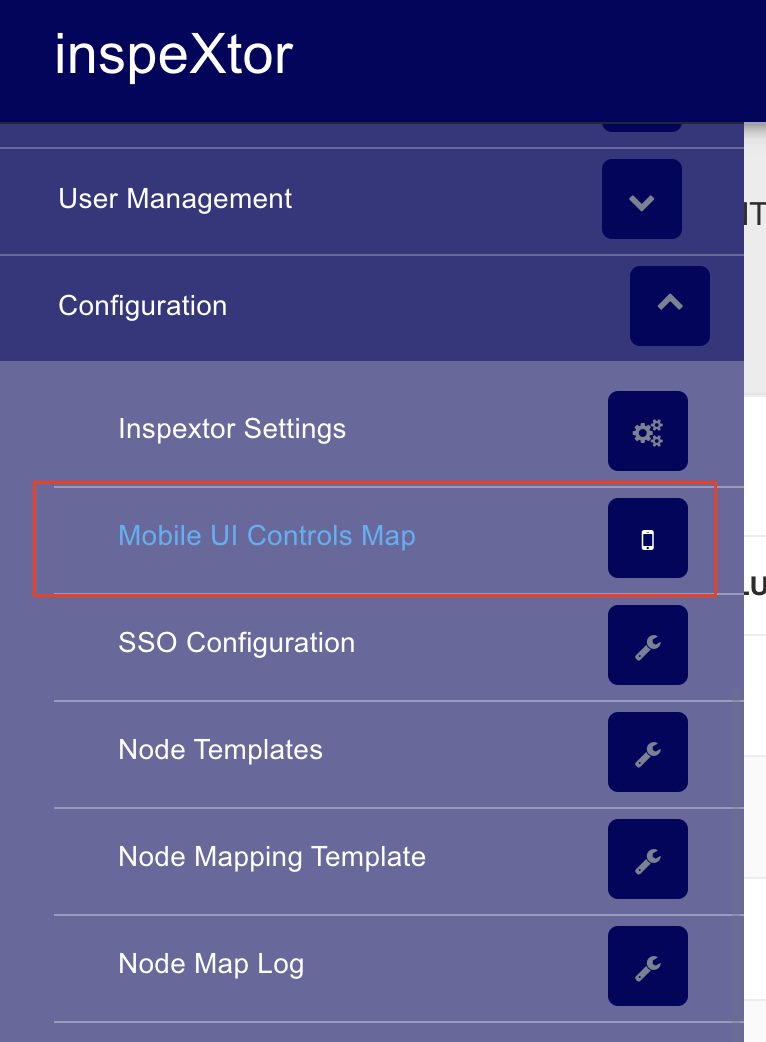 inspeXtor
User Management
Configuration
Inspextor Settings
Mobile UI Controls Map
SSO Configuration
Node Templates
Node Mapping Template
Node Map Log